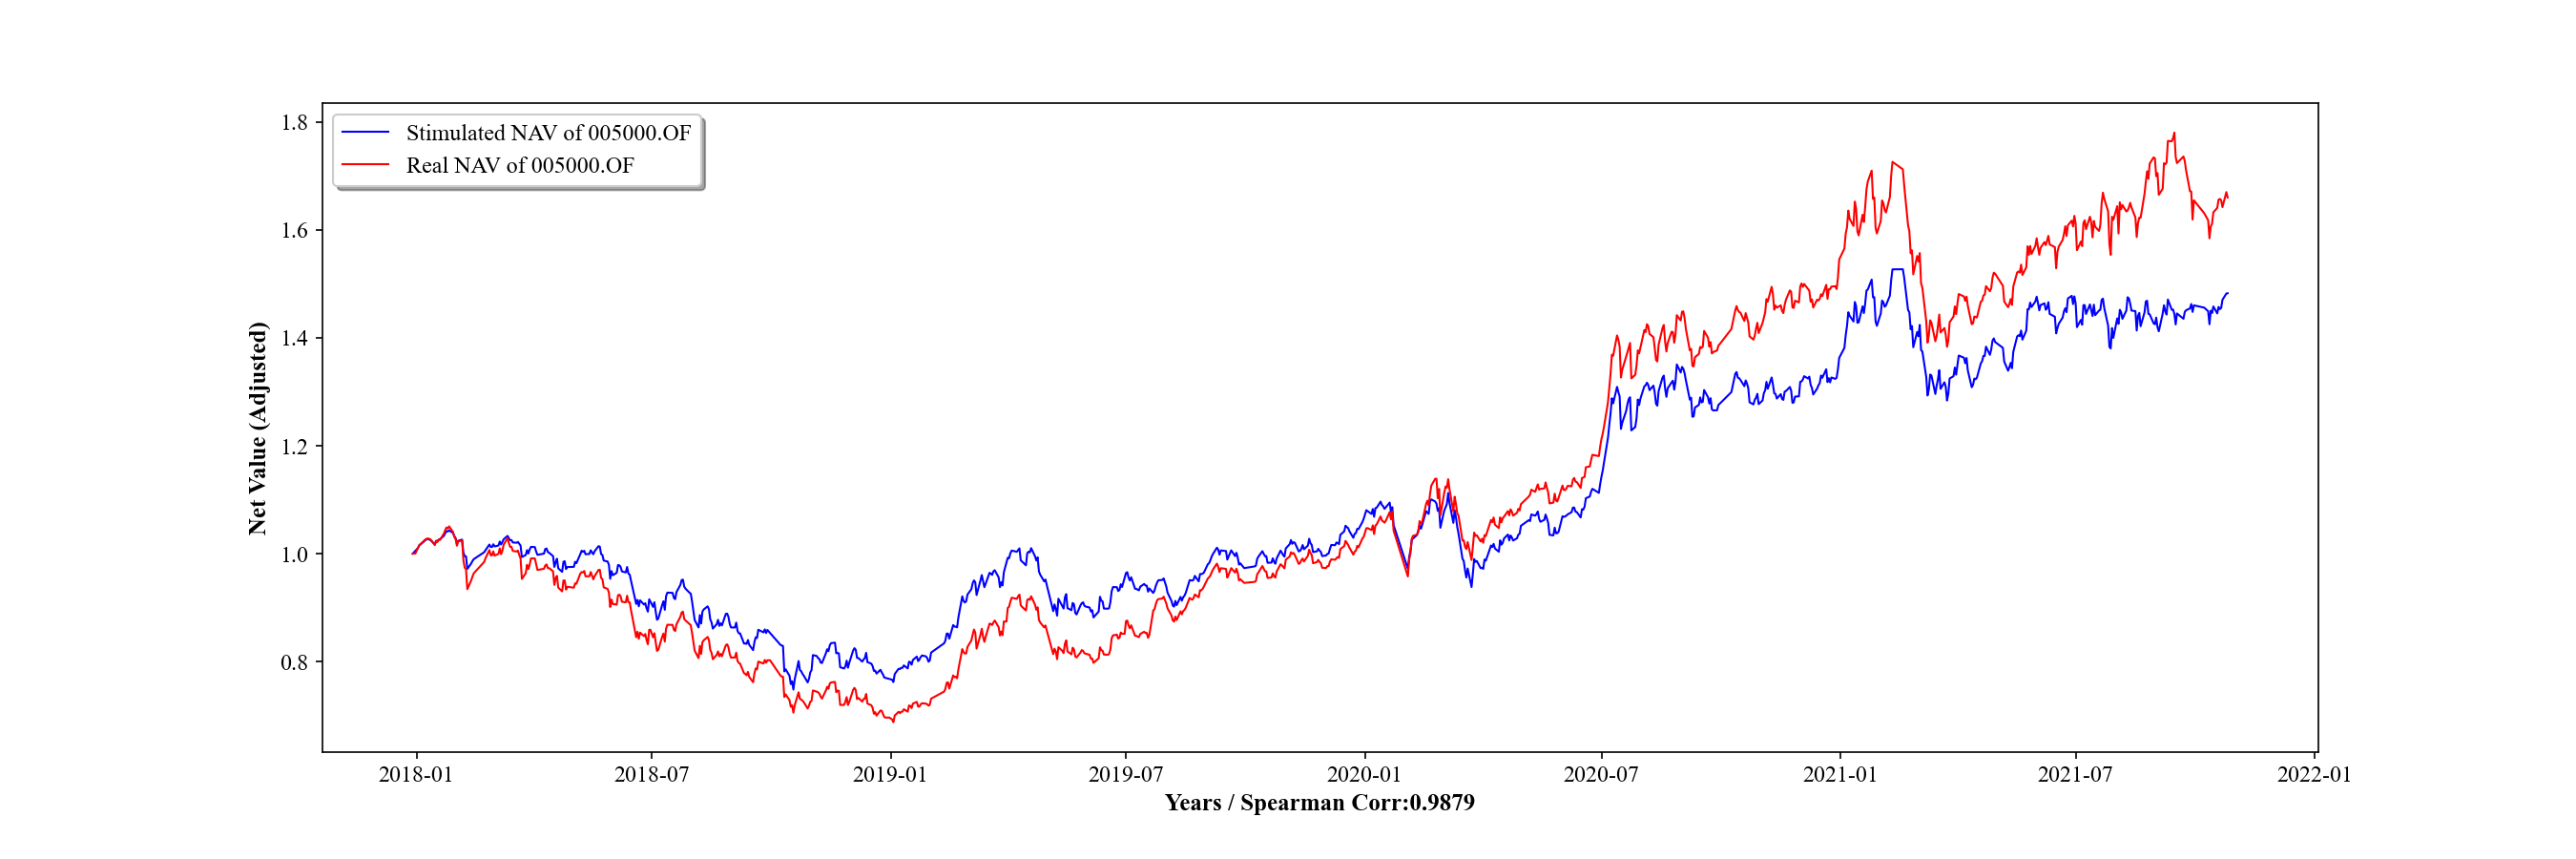 Stimulated NAV of 005000.OF
Real NAV of 005000.OF
Net Value (Adjusted)
1.8
1.6
1.4
1.2
1.0
0.8
2018-01 2018-07 2019-01 2019-07 2020-01 2020-07 2021-01 2021-07 2022-01
Years / Spearman Corr:0.9879